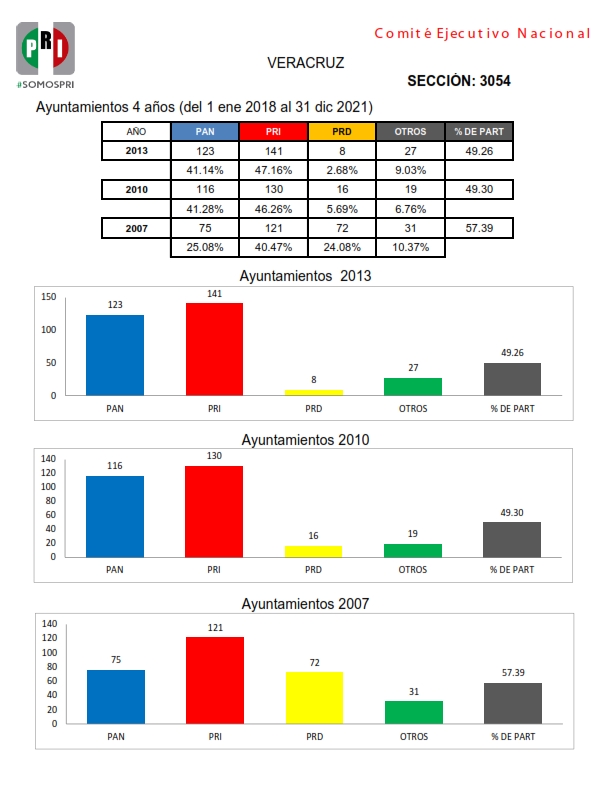 PRI
#SOMOSPRI
Comité Ejecutivo Nacional
VERACRUZ
SECCIÓN: 3054
Ayuntamientos 4 años (del 1 ene 2018 al 31 dic 2021)
AÑO PAN PRI PRD OTROS % DE PART
2013 123 141 8 27 49.26
41.14% 47.16% 2.68% 9.03%
2010 116 130 16 19 49.30
41.28% 46.26% 5.69% 6.76%
2007 75 121 72 31 57.39
25.08% 40.47% 24.08% 10.37%
Ayuntamientos 2013
150
100
50
0
123 141 8 27 49.26
PAN PRI PRD OTROS % DE PART
Ayuntamientos 2010
140
120
100
80
60
40
20
0
116 130 16 19 49.30
PAN PRI PRD OTROS % DE PART
Ayuntamientos 2007
140
120
100
80
60
40
20
0
75 121 72 31 57.39
PAN PRI PRD OTROS % DE PART